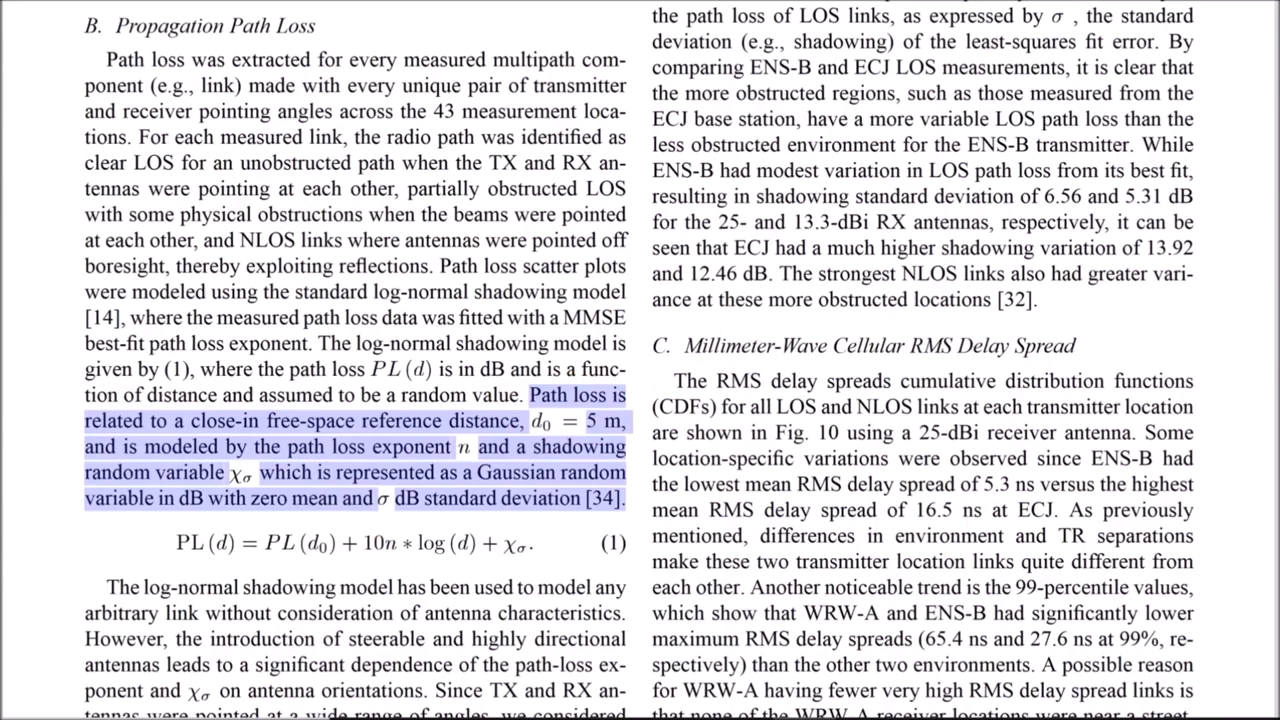 B. Propagation Path Loss
Path loss was extracted for every measured multipath com-
ponent (e.g., link) made with every unique pair of transmitter
and receiver pointing angles across the 43 measurement loca-
tions. For each measured link, the radio path was identified as
clear LOS for an unobstructed path when the TX and RX an-
tennas were pointing at each other, partially obstructed LOS
with some physical obstructions when the beams were pointed
at each other, and NLOS links where antennas were pointed off
boresight, thereby exploiting reflections. Path loss scatter plots
were modeled using the standard log-normal shadowing model
[14], where the measured path loss data was fitted with a MMSE
best-fit path loss exponent. The log-normal shadowing model is
given by (1), where the path loss PL(d) is in dB and is a func-
tion of distance and assumed to be a random value. Path loss is
related to a close-in free-space reference distance, d₀ = 5 m,
and is modeled by the path loss exponent n and a shadowing
random variable χσ which is represented as a Gaussian random
variable in dB with zero mean and σ dB standard deviation [34].
PL(d) = PL(d₀) + 10n * log(d) + χσ. (1)
The log-normal shadowing model has been used to model any
arbitrary link without consideration of antenna characteristics.
However, the introduction of steerable and highly directional
antennas leads to a significant dependence of the path-loss ex-
ponent and χσ on antenna orientations. Since TX and RX an-
tennas were pointed at a wide range of angles, we considered
the path loss of LOS links, as expressed by σ , the standard
deviation (e.g., shadowing) of the least-squares fit error. By
comparing ENS-B and ECJ LOS measurements, it is clear that
the more obstructed regions, such as those measured from the
ECJ base station, have a more variable LOS path loss than the
less obstructed environment for the ENS-B transmitter. While
ENS-B had modest variation in LOS path loss from its best fit,
resulting in shadowing standard deviation of 6.56 and 5.31 dB
for the 25- and 13.3-dBi RX antennas, respectively, it can be
seen that ECJ had a much higher shadowing variation of 13.92
and 12.46 dB. The strongest NLOS links also had greater vari-
ance at these more obstructed locations [32].
C. Millimeter-Wave Cellular RMS Delay Spread
The RMS delay spreads cumulative distribution functions
(CDFs) for all LOS and NLOS links at each transmitter location
are shown in Fig. 10 using a 25-dBi receiver antenna. Some
location-specific variations were observed since ENS-B had
the lowest mean RMS delay spread of 5.3 ns versus the highest
mean RMS delay spread of 16.5 ns at ECJ. As previously
mentioned, differences in environment and TR separations
make these two transmitter location links quite different from
each other. Another noticeable trend is the 99-percentile values,
which show that WRW-A and ENS-B had significantly lower
maximum RMS delay spreads (65.4 ns and 27.6 ns at 99%, re-
spectively) than the other two environments. A possible reason
for WRW-A having fewer very high RMS delay spread links is
that none of the WRW-A receiver locations were near a street